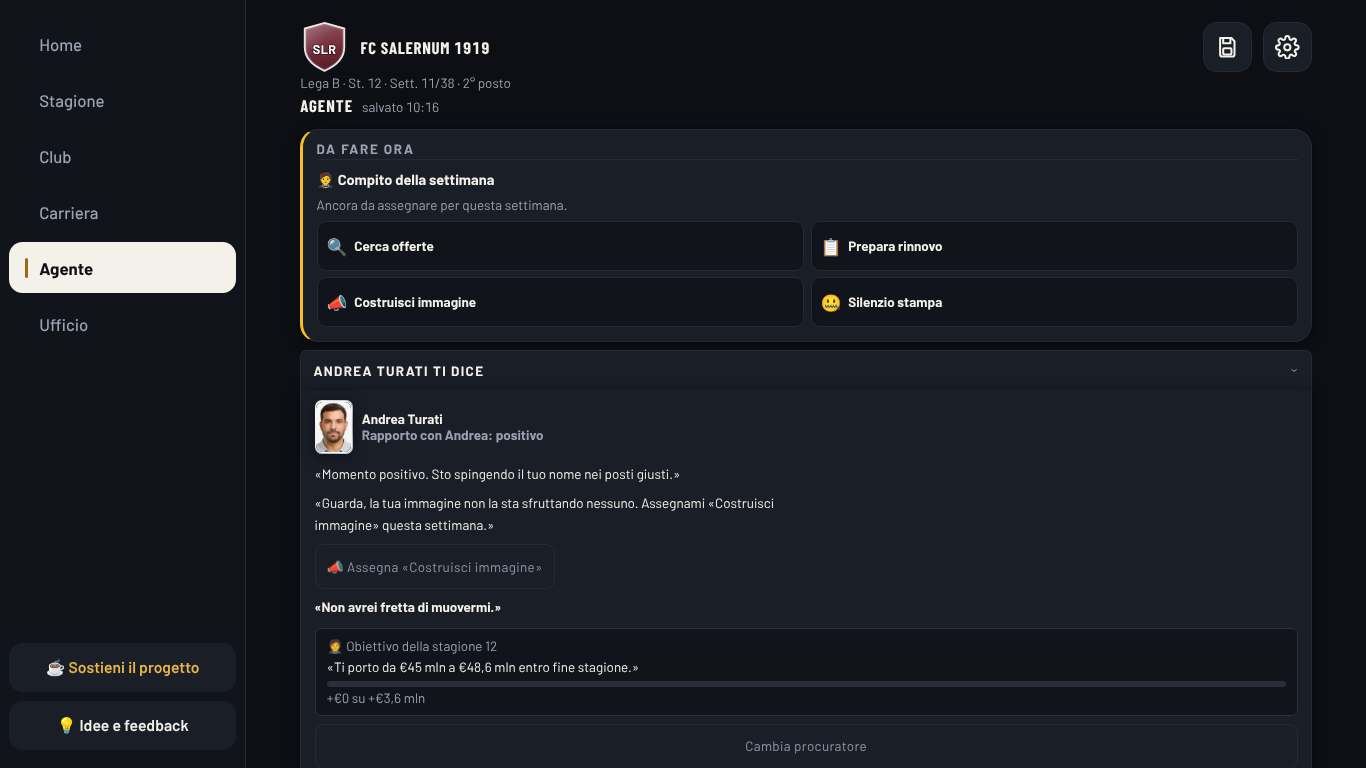 Home
Stagione
Club
Carriera
Agente
Ufficio
☕ Sostieni il progetto
💡 Idee e feedback
SLR
FC SALERNUM 1919
Lega B · St. 12 · Sett. 11/38 · 2° posto
AGENTE salvato 10:16
DA FARE ORA
Compito della settimana
Ancora da assegnare per questa settimana.
🔍 Cerca offerte
📋 Prepara rinnovo
📣 Costruisci immagine
🤐 Silenzio stampa
ANDREA TURATI TI DICE
Andrea Turati
Rapporto con Andrea: positivo
«Momento positivo. Sto spingendo il tuo nome nei posti giusti.»
«Guarda, la tua immagine non la sta sfruttando nessuno. Assegnami «Costruisci
immagine» questa settimana.»
📣 Assegna «Costruisci immagine»
«Non avrei fretta di muovermi.»
Obiettivo della stagione 12
«Ti porto da €45 mln a €48,6 mln entro fine stagione.»
+€0 su +€3,6 mln
Cambia procuratore